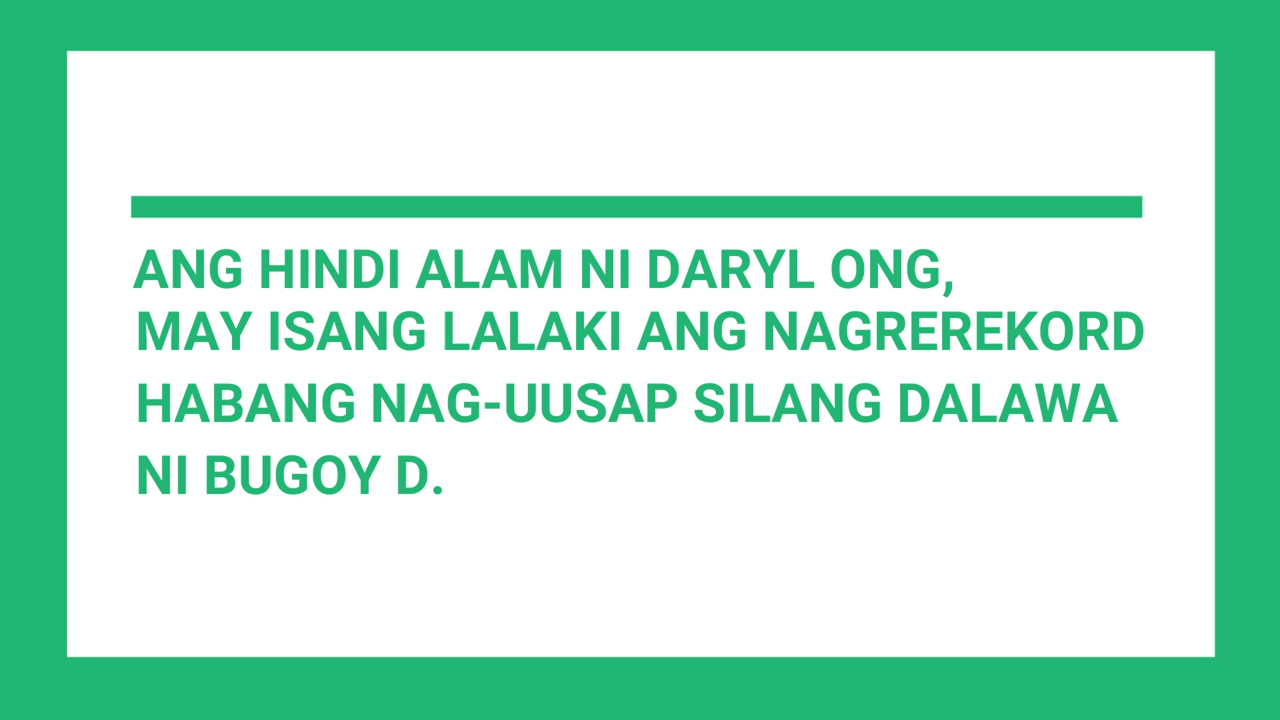 ANG HINDI ALAM NI DARYL ONG,
MAY ISANG LALAKI ANG NAGREREKORD
HABANG NAG-UUSAP SILANG DALAWA
NI BUGOY D.